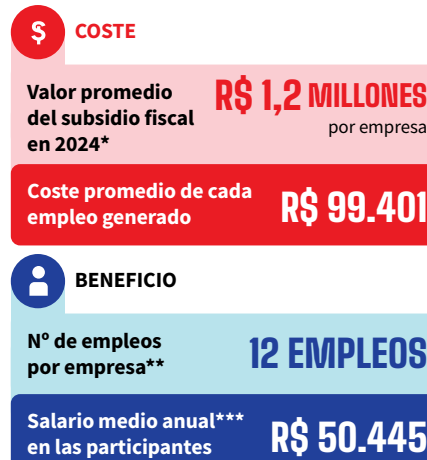 $ COSTE
Valor promedio
del subsidio fiscal
en 2024*
R$ 1,2 MILLONES
por empresa
Coste promedio de cada
empleo generado
R$ 99.401
BENEFICIO
Nº de empleos
por empresa**
12 EMPLEOS
Salario medio anual***
en las participantes
R$ 50.445